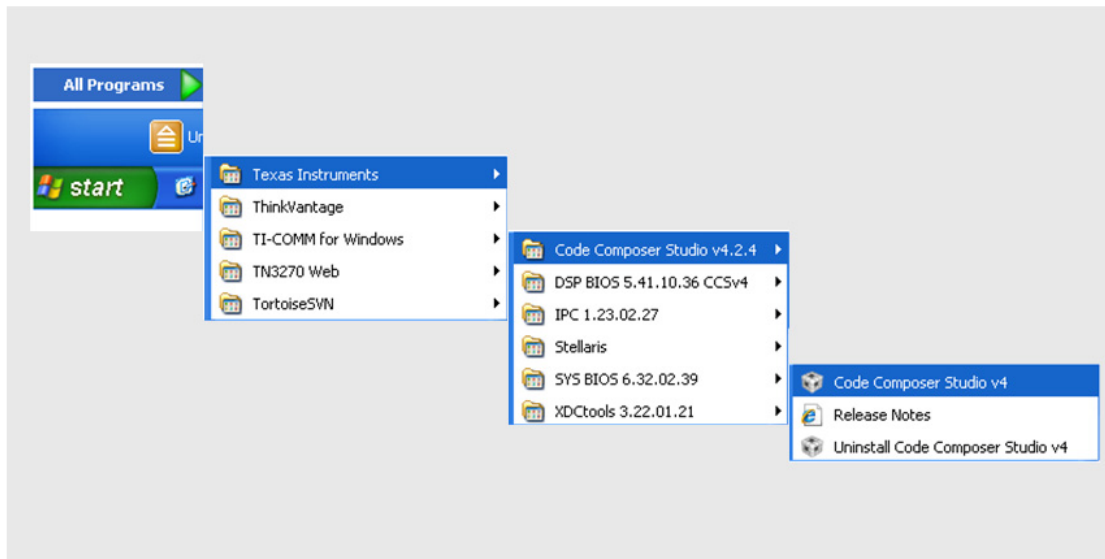 All Programs
Un
start
Texas Instruments
ThinkVantage
TI-COMM for Windows
TN3270 Web
TortoiseSVN
Code Composer Studio v4.2.4
DSP BIOS 5.41.10.36 CCSv4
IPC 1.23.02.27
Stellaris
SYS BIOS 6.32.02.39
XDCtools 3.22.01.21
Code Composer Studio v4
Release Notes
Uninstall Code Composer Studio v4